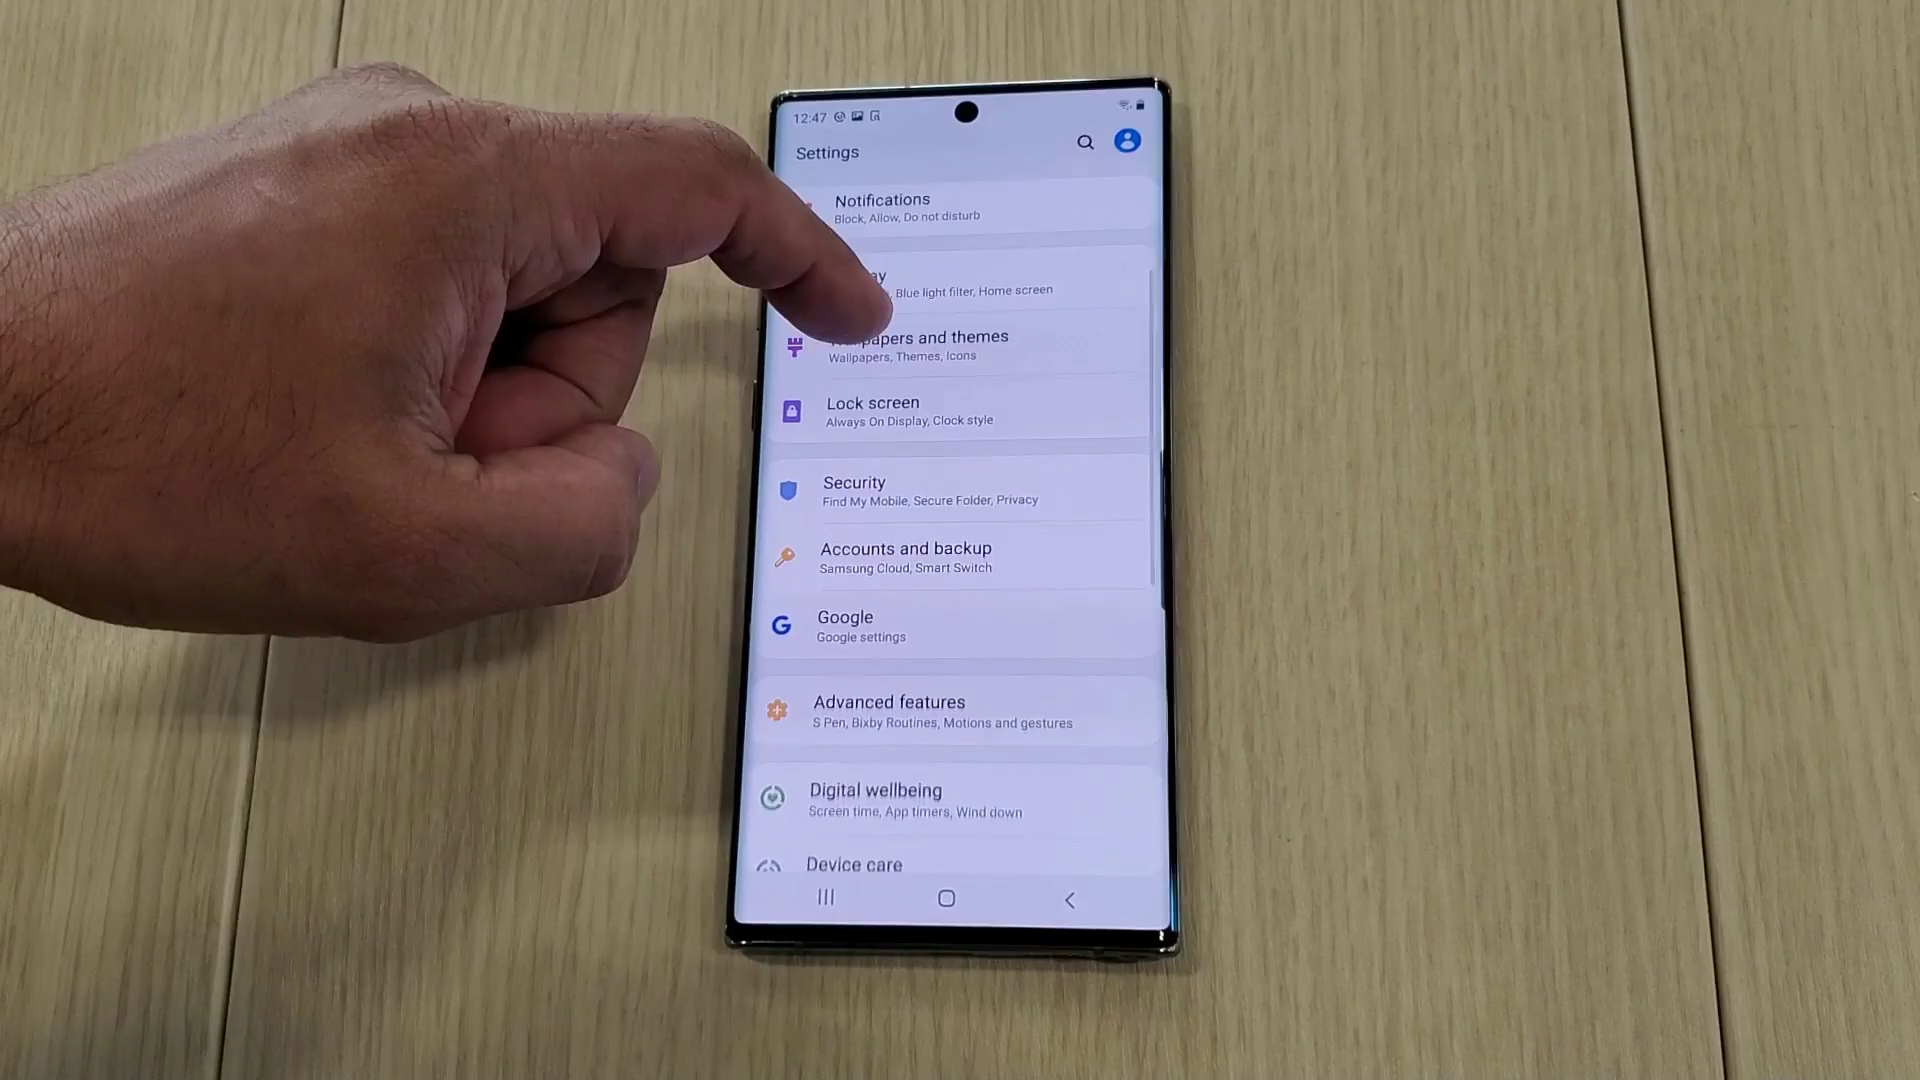 12:47
Settings
Notifications
Block, Allow, Do not disturb
Blue light filter, Home screen
and themes
Wallpapers, Themes, Icons
Lock screen
Always On Display, Clock style
Security
Find My Mobile, Secure Folder, Privacy
Accounts and backup
Samsung Cloud, Smart Switch
G Google
Google settings
Advanced features
S Pen, Bixby Routines, Motions and gestures
Digital wellbeing
Screen time, App timers, Wind down
Device care